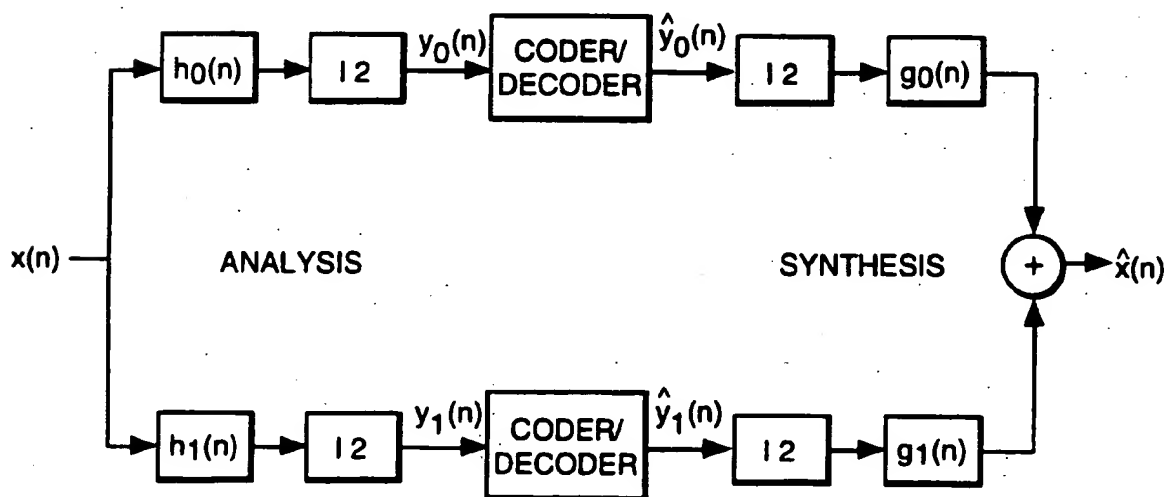 h0(n)
I 2
y0(n)
CODER/
DECODER
ŷ0(n)
I 2
g0(n)
x(n)
ANALYSIS
SYNTHESIS
+
x̂(n)
h1(n)
I 2
y1(n)
CODER/
DECODER
ŷ1(n)
I 2
g1(n)